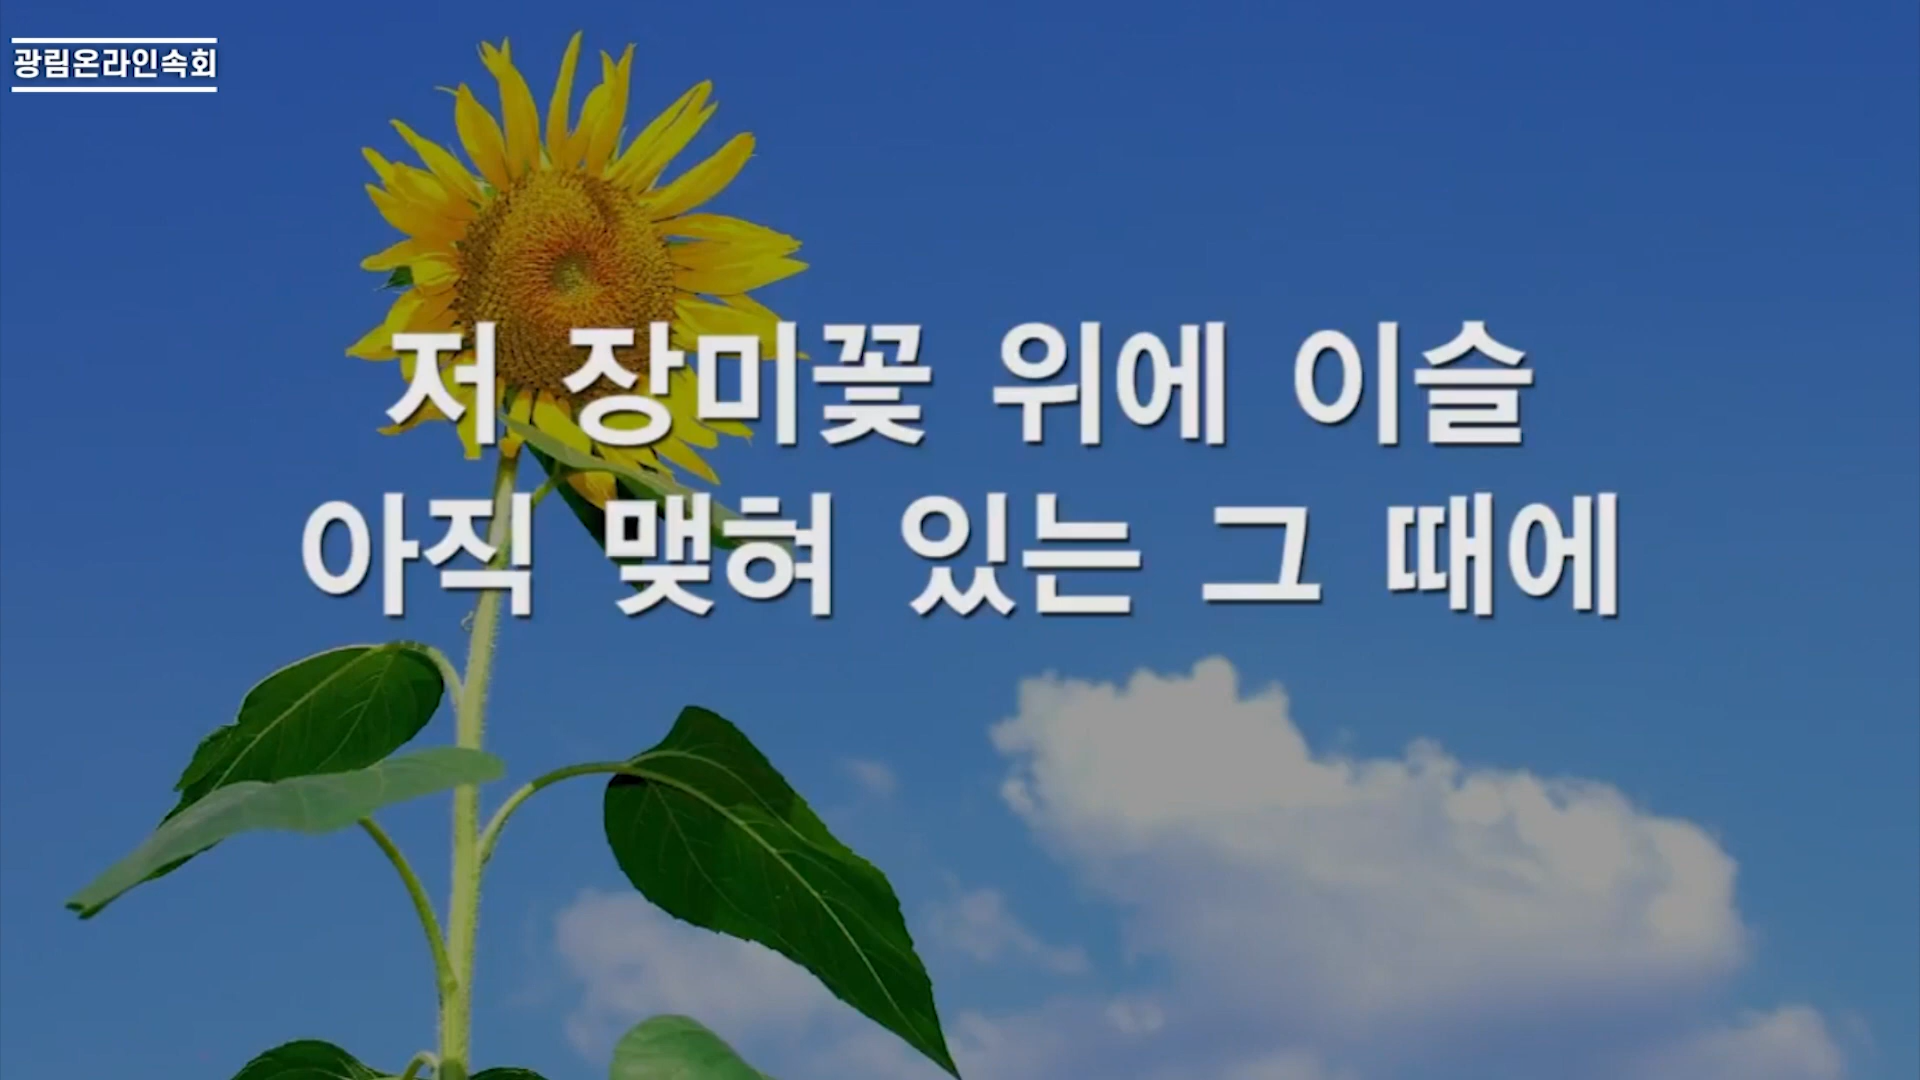 광림온라인속회
저 장미꽃 위에 이슬
아직 맺혀 있는 그 때에